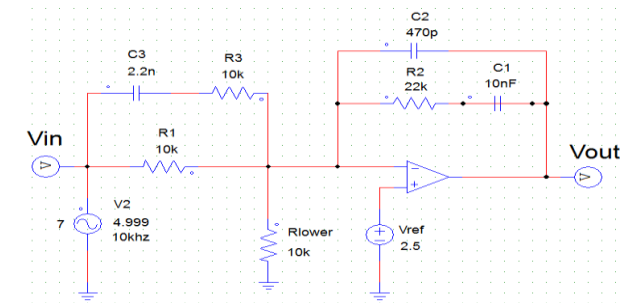 C2
470p
C3
2.2n
R3
10k
R2
22k
C1
10nF
Vin
R1
10k
Vout
V2
7
4.999
10khz
Rlower
10k
Vref
2.5